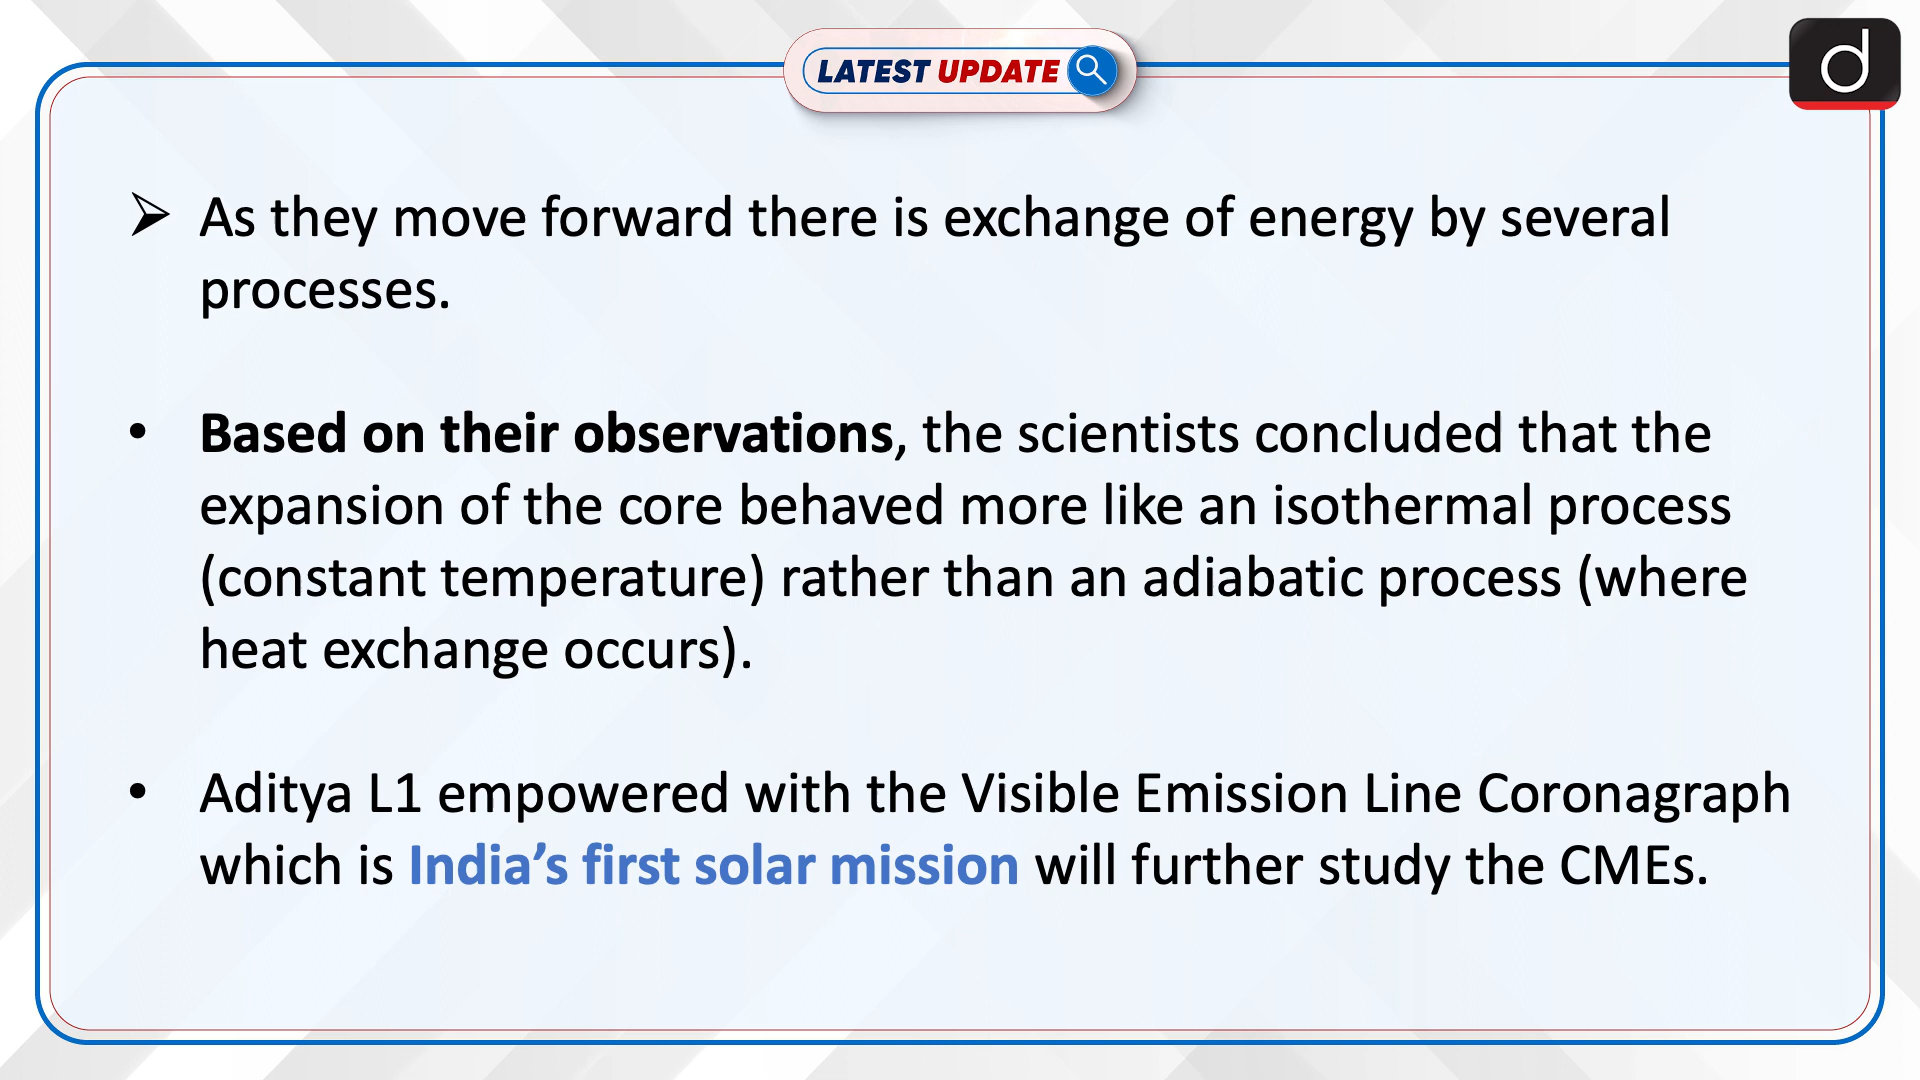 LATEST UPDATE
d
➢ As they move forward there is exchange of energy by several
processes.
• Based on their observations, the scientists concluded that the
expansion of the core behaved more like an isothermal process
(constant temperature) rather than an adiabatic process (where
heat exchange occurs).
• Aditya L1 empowered with the Visible Emission Line Coronagraph
which is India’s first solar mission will further study the CMEs.